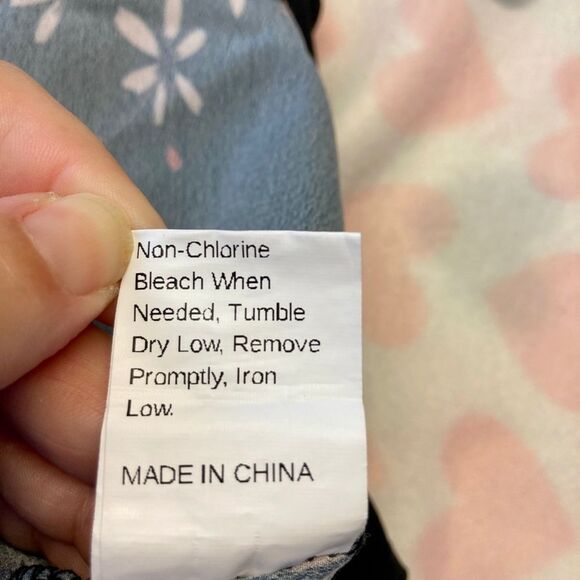 Non-Chlorine
Bleach When
Needed, Tumble
Dry Low, Remove
Promptly, Iron
Low.
MADE IN CHINA